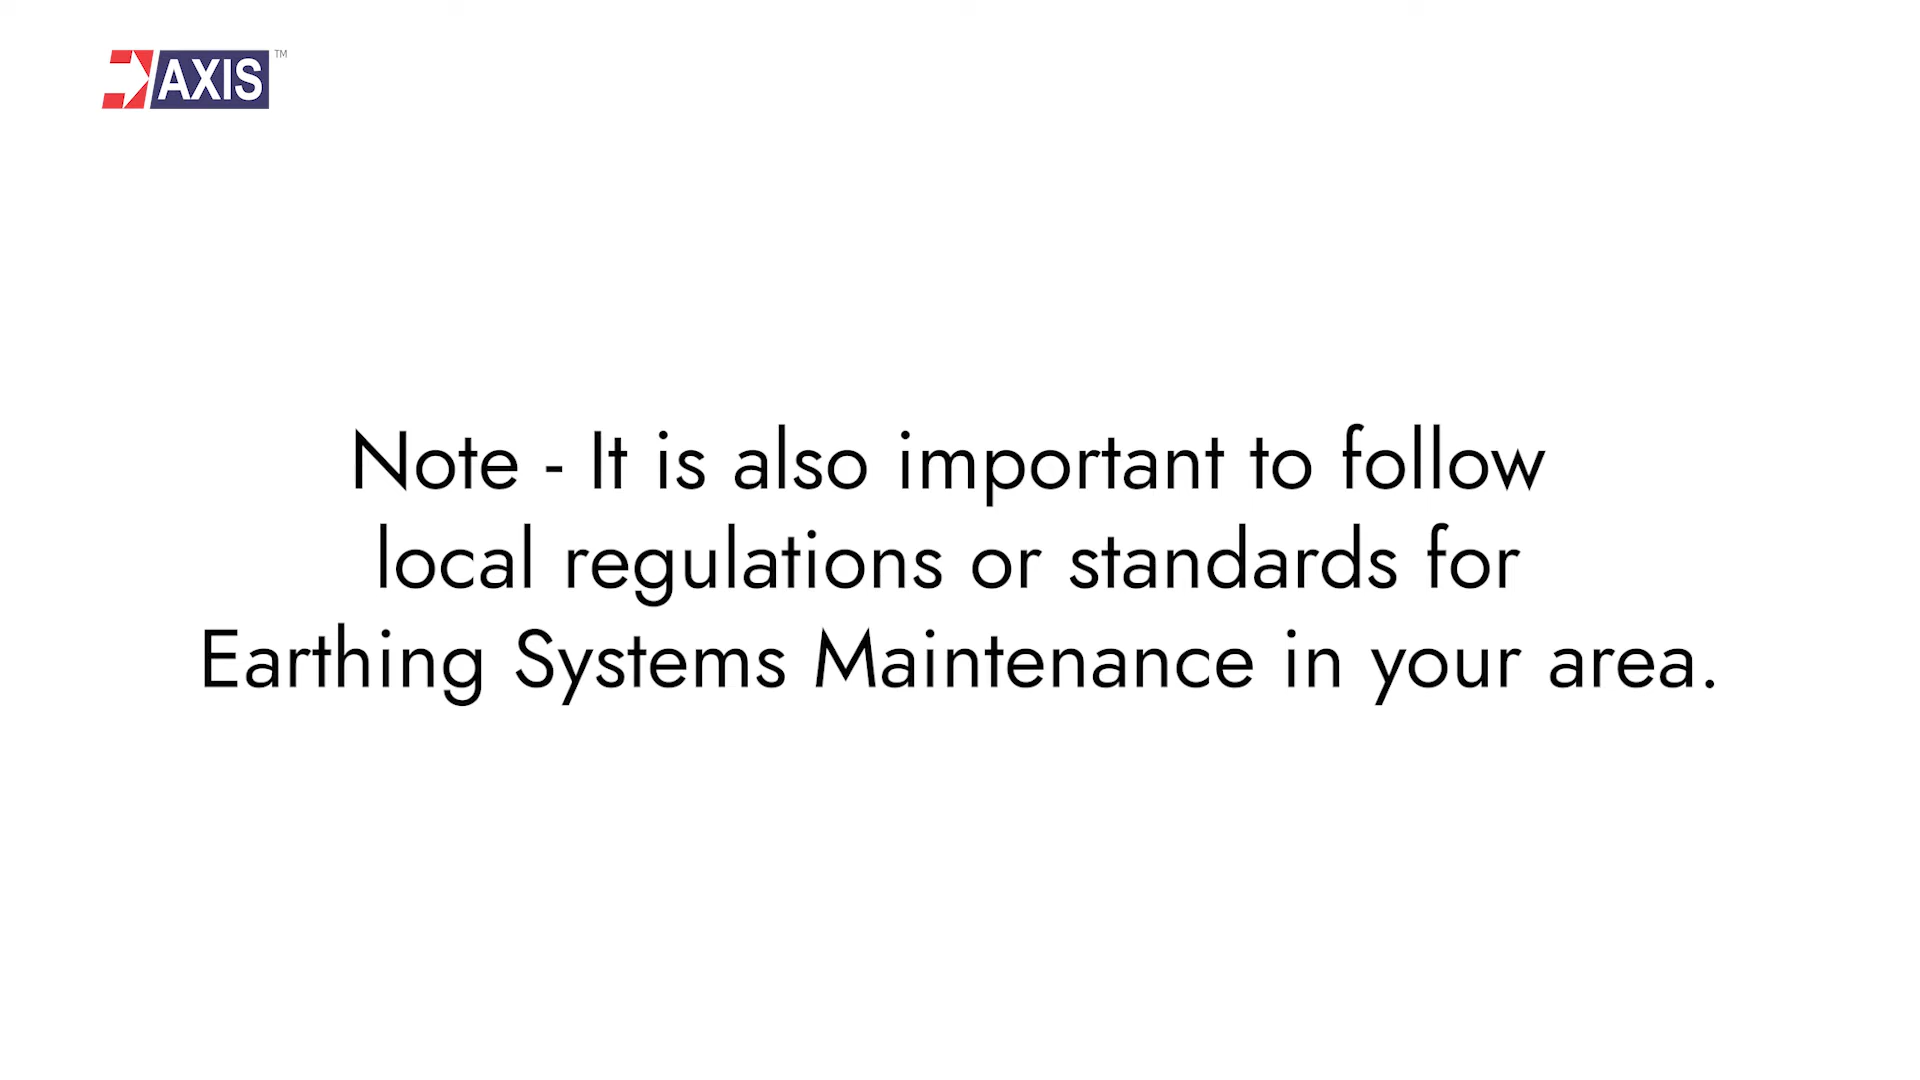 AXIS™
Note - It is also important to follow
local regulations or standards for
Earthing Systems Maintenance in your area.